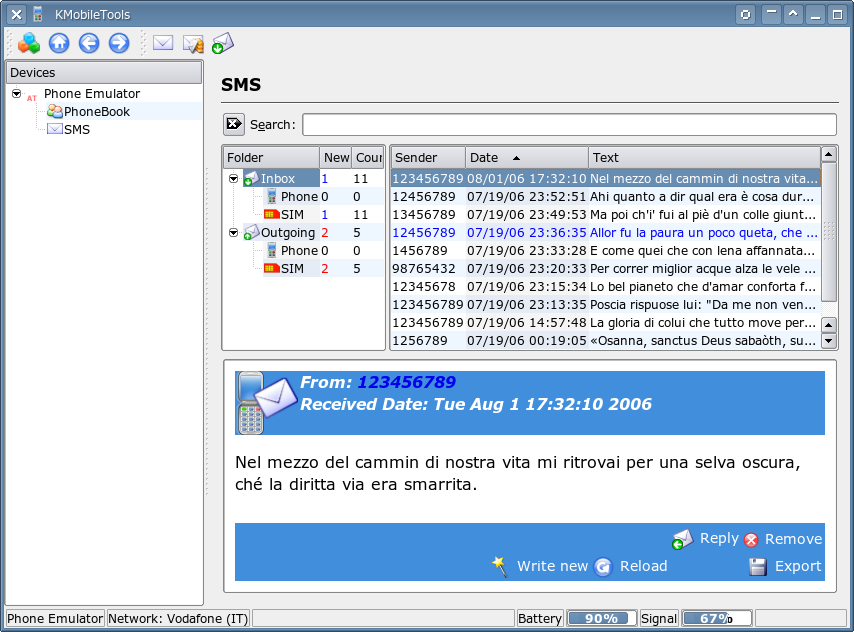 KMobileTools
Devices
Phone Emulator
PhoneBook
SMS
SMS
Search:
Folder New Coun
Inbox 1 11
Phone 0 0
SIM 1 11
Outgoing 2 5
Phone 0 0
SIM 2 5
Sender Date Text
123456789 08/01/06 17:32:10 Nel mezzo del cammin di nostra vita...
12456789 07/19/06 23:52:51 Ahi quanto a dir qual era è cosa dur...
13456789 07/19/06 23:49:53 Ma poi ch'i' fui al piè d'un colle giunt...
12456789 07/19/06 23:36:35 Allor fu la paura un poco queta, che ...
1456789 07/19/06 23:33:28 E come quei che con lena affannata...
98765432 07/19/06 23:20:33 Per correr miglior acque alza le vele ...
12345678 07/19/06 23:15:34 Lo bel pianeto che d'amar conforta f...
123456789 07/19/06 23:13:35 Poscia rispuose lui: "Da me non ven...
123456789 07/19/06 14:57:48 La gloria di colui che tutto move per...
1256789 07/19/06 00:19:05 «Osanna, sanctus Deus sabaòth, su...
From: 123456789
Received Date: Tue Aug 1 17:32:10 2006
Nel mezzo del cammin di nostra vita mi ritrovai per una selva oscura,
ché la diritta via era smarrita.
Reply Remove
Write new Reload Export
Phone Emulator Network: Vodafone (IT) Battery 90% Signal 67%